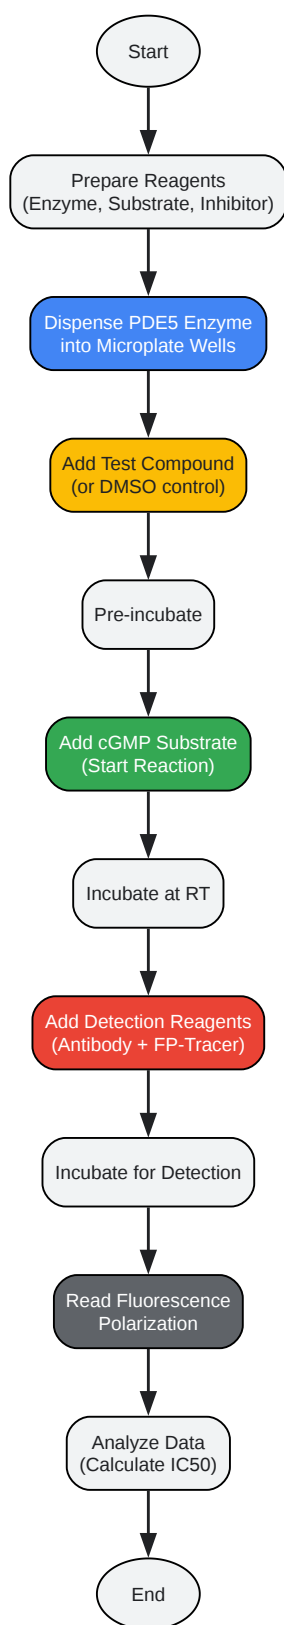 Start
Prepare Reagents
(Enzyme, Substrate, Inhibitor)
Dispense PDE5 Enzyme
into Microplate Wells
Add Test Compound
(or DMSO control)
Pre-incubate
Add cGMP Substrate
(Start Reaction)
Incubate at RT
Add Detection Reagents
(Antibody + FP-Tracer)
Incubate for Detection
Read Fluorescence
Polarization
Analyze Data
(Calculate IC50)
End